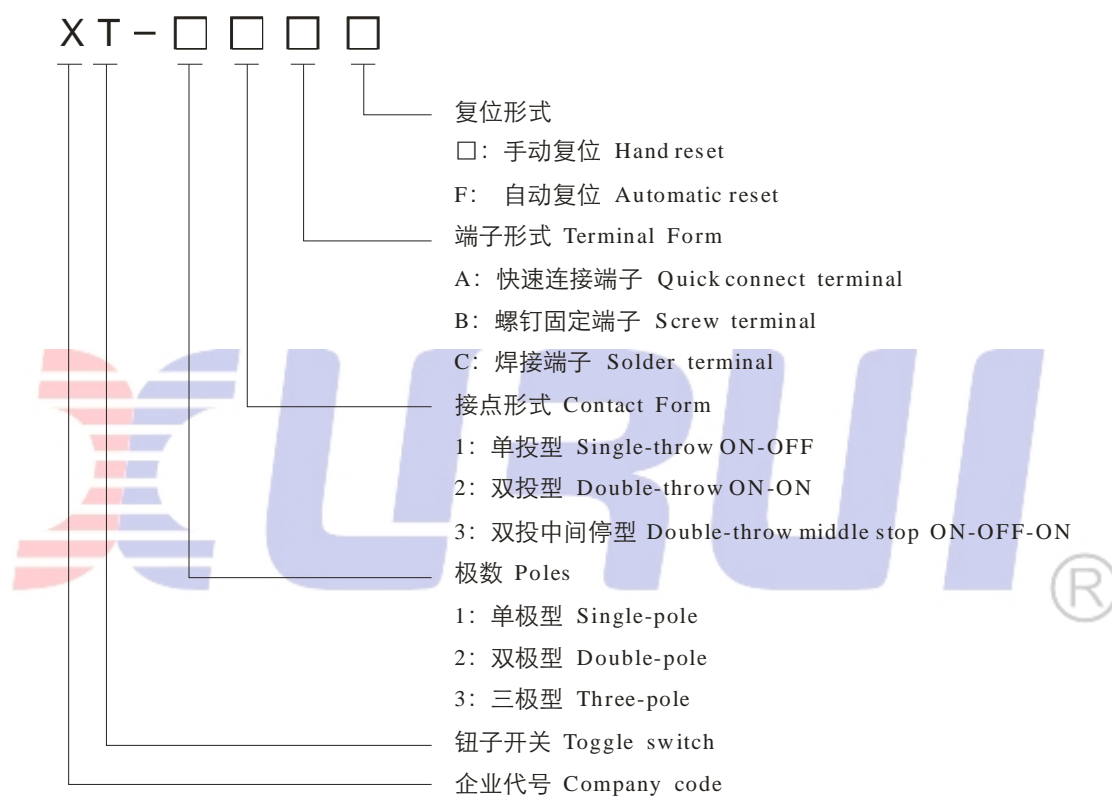 XT-□□□□
复位形式
□：手动复位 Hand reset
F： 自动复位 Automatic reset
端子形式 Terminal Form
A：快速连接端子 Quick connect terminal
B：螺钉固定端子 Screw terminal
C：焊接端子 Solder terminal
接点形式 Contact Form
1：单投型 Single-throw ON-OFF
2：双投型 Double-throw ON-ON
3：双投中间停型 Double-throw middle stop ON-OFF-ON
极数 Poles
1：单极型 Single-pole
2：双极型 Double-pole
3：三极型 Three-pole
钮子开关 Toggle switch
企业代号 Company code
XURUI®